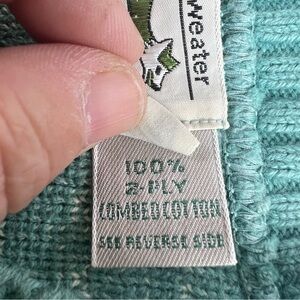 weater
100%
2-PLY
COMBED COTTON
SEE REVERSE SIDE